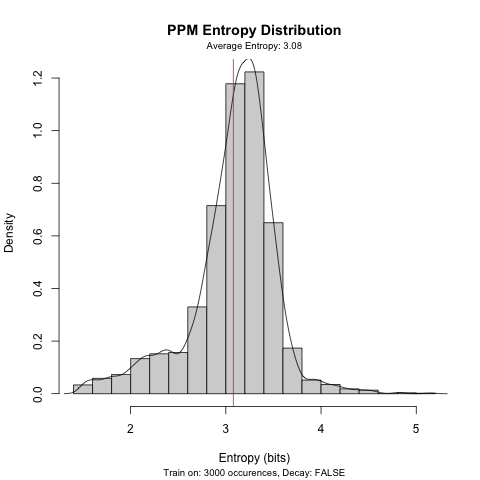 PPM Entropy Distribution
Average Entropy: 3.08
Density
1.2
1.0
0.8
0.6
0.4
0.2
0.0
2 3 4 5
Entropy (bits)
Train on: 3000 occurences, Decay: FALSE